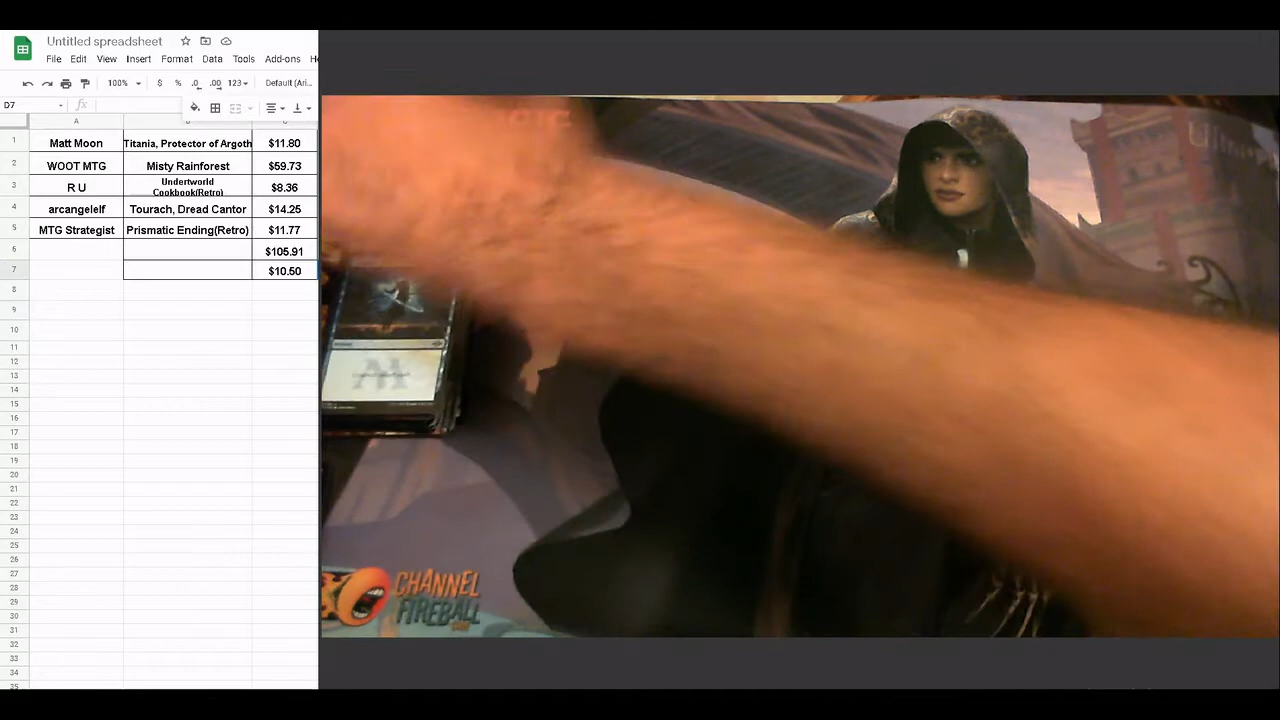 Untitled spreadsheet
File Edit View Insert Format Data Tools Add-ons
100% $ % .0 .00 123 Default (Ari...
D7 fx
A
1 Matt Moon Titania, Protector of Argoth $11.80
2 WOOT MTG Misty Rainforest $59.73
3 R U Undertworld Cookbook(Retro) $8.36
4 arcangelelf Tourach, Dread Cantor $14.25
5 MTG Strategist Prismatic Ending(Retro) $11.77
6 $105.91
7 $10.50
8
9
10
11
12
13
14
15
16
17
18
19
20
21
22
23
24
25
26
27
28
29
30
31
32
33
34
35
CHANNEL
FIREBALL